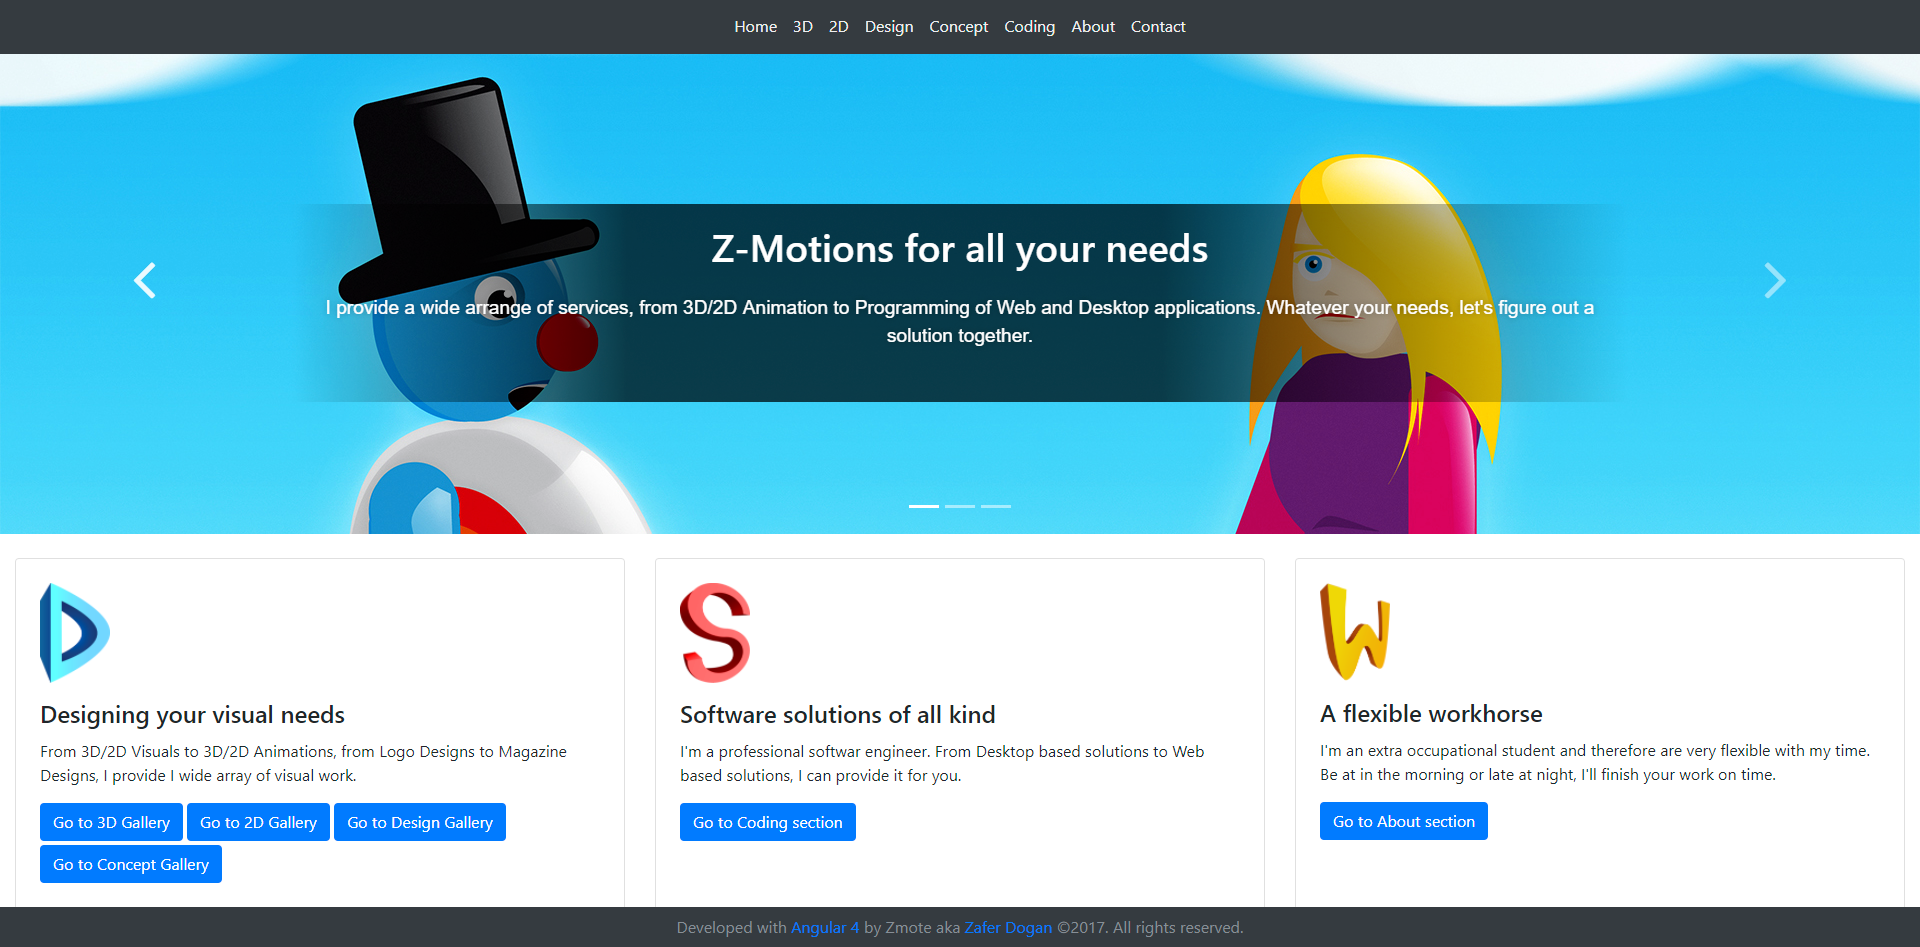 Home 3D 2D Design Concept Coding About Contact
Z-Motions for all your needs
I provide a wide arrange of services, from 3D/2D Animation to Programming of Web and Desktop applications. Whatever your needs, let's figure out a
solution together.
D
Designing your visual needs
From 3D/2D Visuals to 3D/2D Animations, from Logo Designs to Magazine
Designs, I provide I wide array of visual work.
Go to 3D Gallery Go to 2D Gallery Go to Design Gallery
Go to Concept Gallery
S
Software solutions of all kind
I'm a professional softwar engineer. From Desktop based solutions to Web
based solutions, I can provide it for you.
Go to Coding section
W
A flexible workhorse
I'm an extra occupational student and therefore are very flexible with my time.
Be at in the morning or late at night, I'll finish your work on time.
Go to About section
Developed with Angular 4 by Zmote aka Zafer Dogan ©2017. All rights reserved.